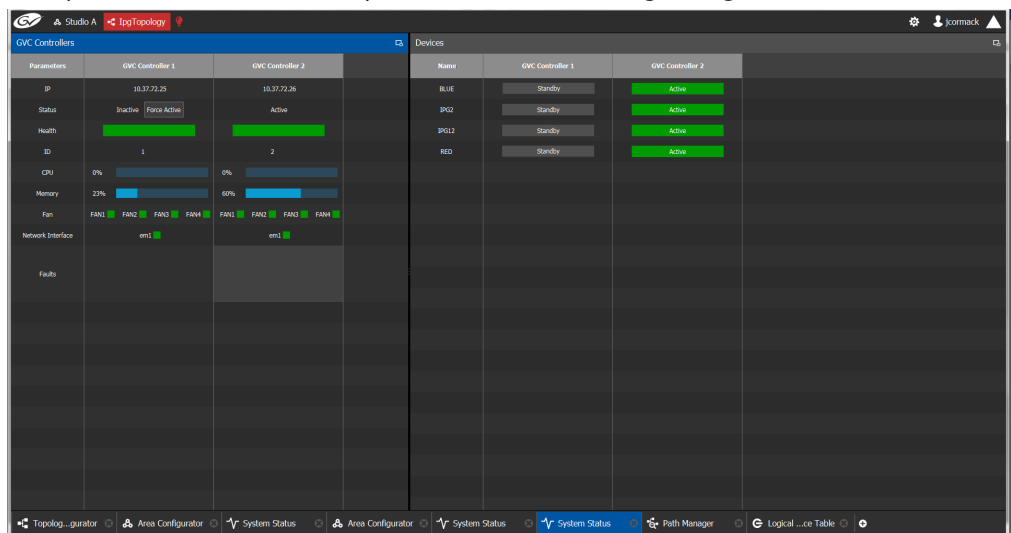 GV Studio A IpgTopology jcormack
GVC Controllers Devices
Parameters GVC Controller 1 GVC Controller 2 Name GVC Controller 1 GVC Controller 2
IP 10.37.72.25 10.37.72.26 BLUE Standby Active
Status Inactive Force Active Active IPG2 Standby Active
Health IPG12 Standby Active
ID 1 2 RED Standby Active
CPU 0% 0%
Memory 23% 60%
Fan FAN1 FAN2 FAN3 FAN4 FAN1 FAN2 FAN3 FAN4
Network Interface em1 em1
Faults
Topolog...gurator Area Configurator System Status Area Configurator System Status System Status Path Manager Logical ...ce Table